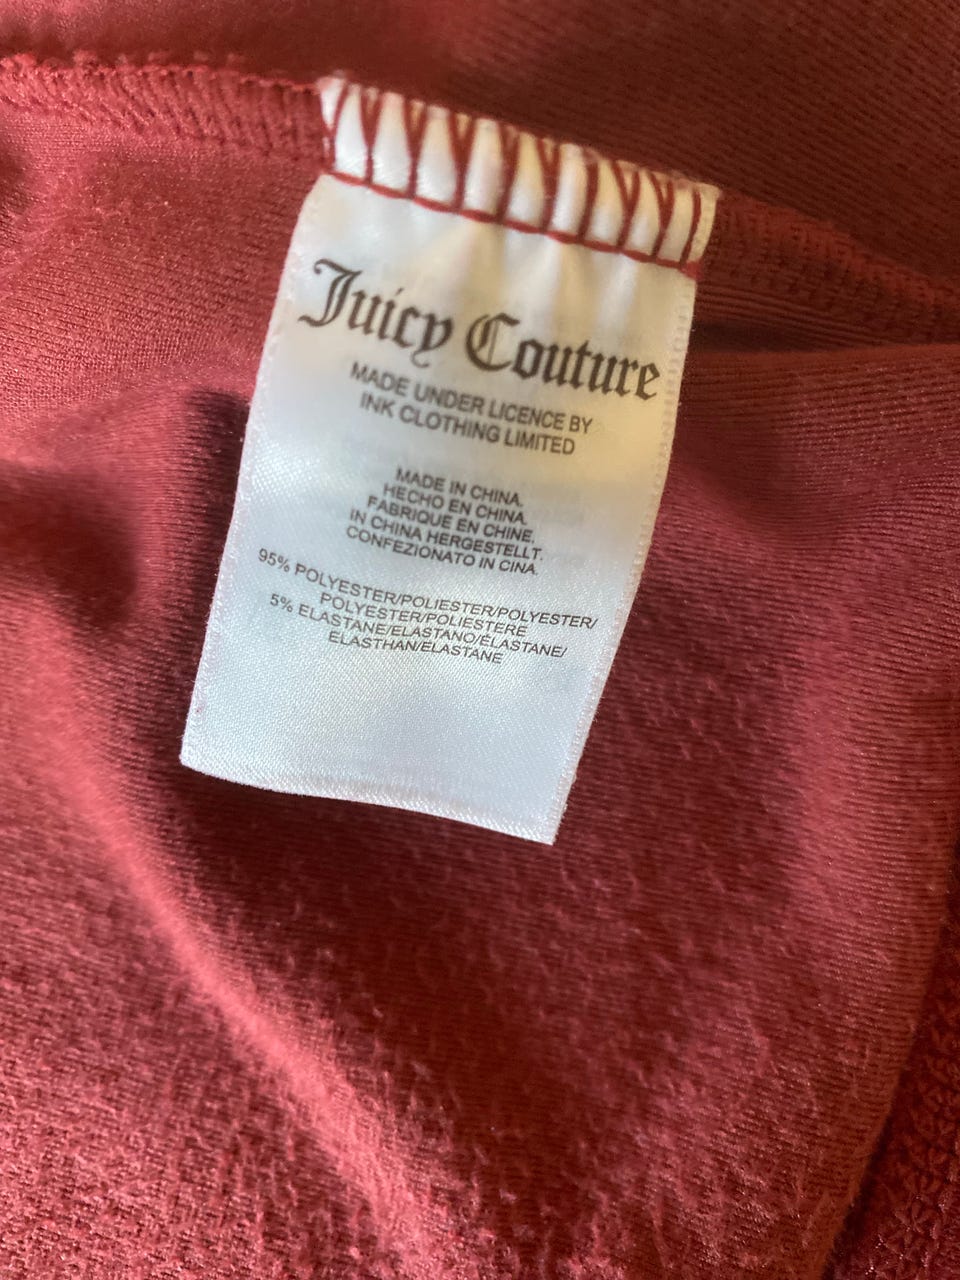 Juicy Couture
MADE UNDER LICENCE BY
INK CLOTHING LIMITED
MADE IN CHINA.
HECHO EN CHINA.
FABRIQUE EN CHINE.
IN CHINA HERGESTELLT.
CONFEZIONATO IN CINA.
95% POLYESTER/POLIESTER/POLYESTER/
POLYESTER/POLIESTERE
5% ELASTANE/ELASTANO/ÉLASTANE/
ELASTHAN/ELASTANE